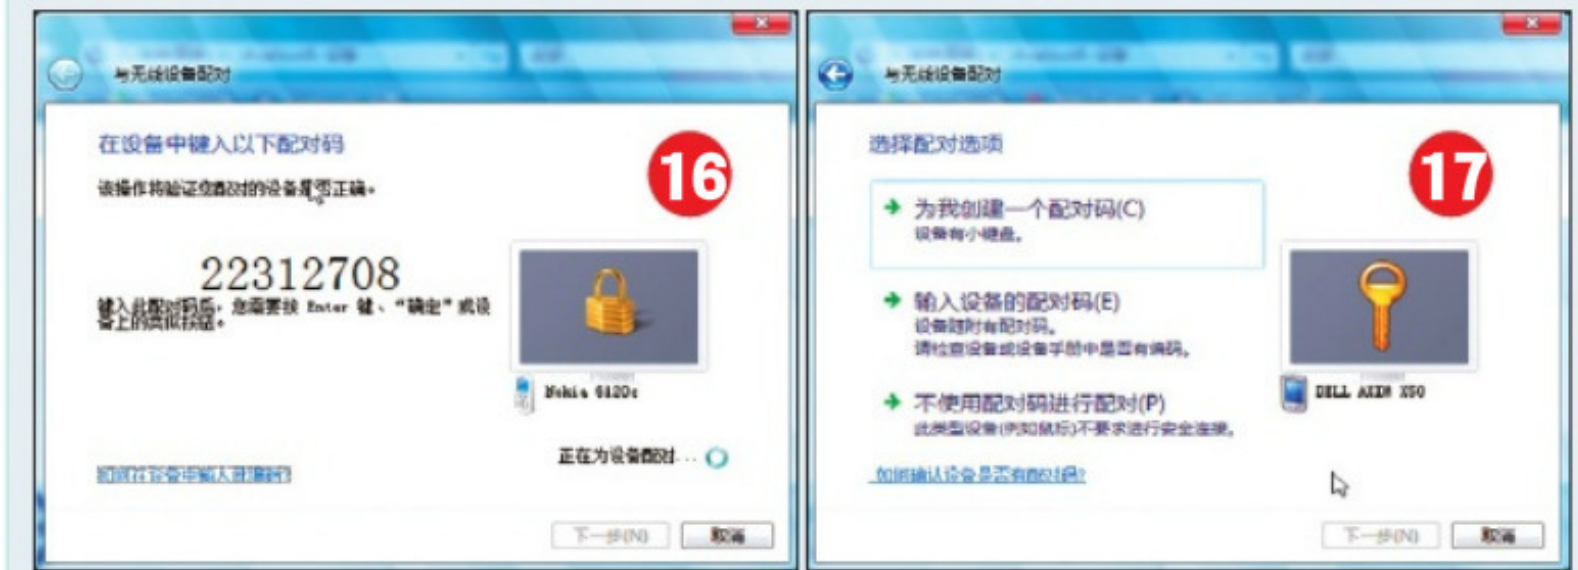 与无线设备配对
在设备中键入以下配对码
16
该操作将验证您配对的设备是否正确。
22312708
键入此配对码后，您需要按 Enter 键、“确定”或设
备上的类似按钮。
Nokia 6120c
正在为设备配对...
如何在设备中输入配对码?
下一步(N)
取消
与无线设备配对
选择配对选项
17
为我创建一个配对码(C)
设备有小键盘。
输入设备的配对码(E)
设备随附有配对码。
请检查设备或设备手册中是否有编码。
DELL AXIM X50
不使用配对码进行配对(P)
此类型设备(例如鼠标)不要求进行安全连接。
如何确认设备是否有配对码?
下一步(N)
取消